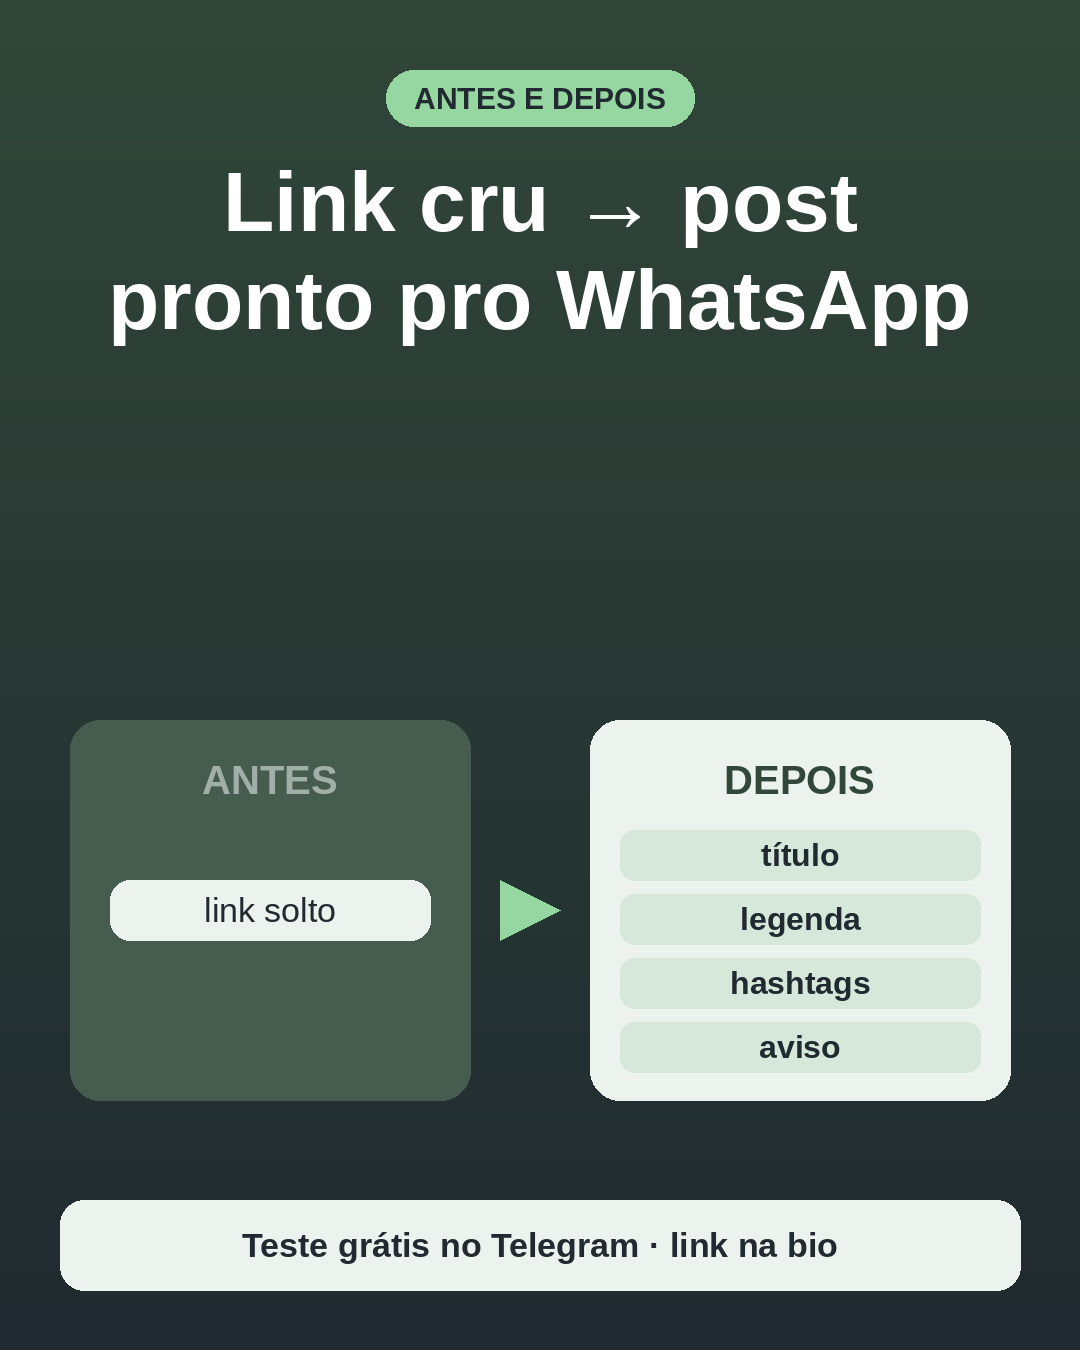 ANTES E DEPOIS
Link cru → post
pronto pro WhatsApp
ANTES
link solto
DEPOIS
título
legenda
hashtags
aviso
Teste grátis no Telegram · link na bio